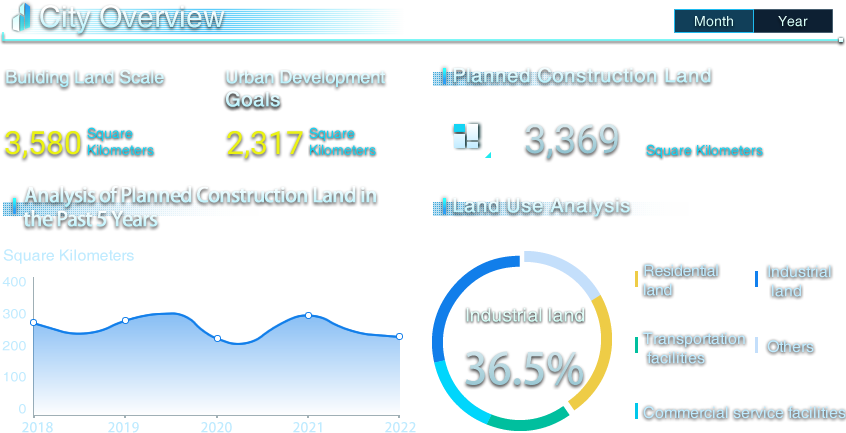 City Overview
Month Year
Building Land Scale
Urban Development
Goals
Planned Construction Land
3,580 Square
Kilometers
2,317 Square
Kilometers
3,369 Square Kilometers
Analysis of Planned Construction Land in
the Past 5 Years
Land Use Analysis
Square Kilometers
400
300
200
100
0
2018 2019 2020 2021 2022
Industrial land
36.5%
Residential
land
Industrial
land
Transportation
facilities
Others
Commercial service facilities